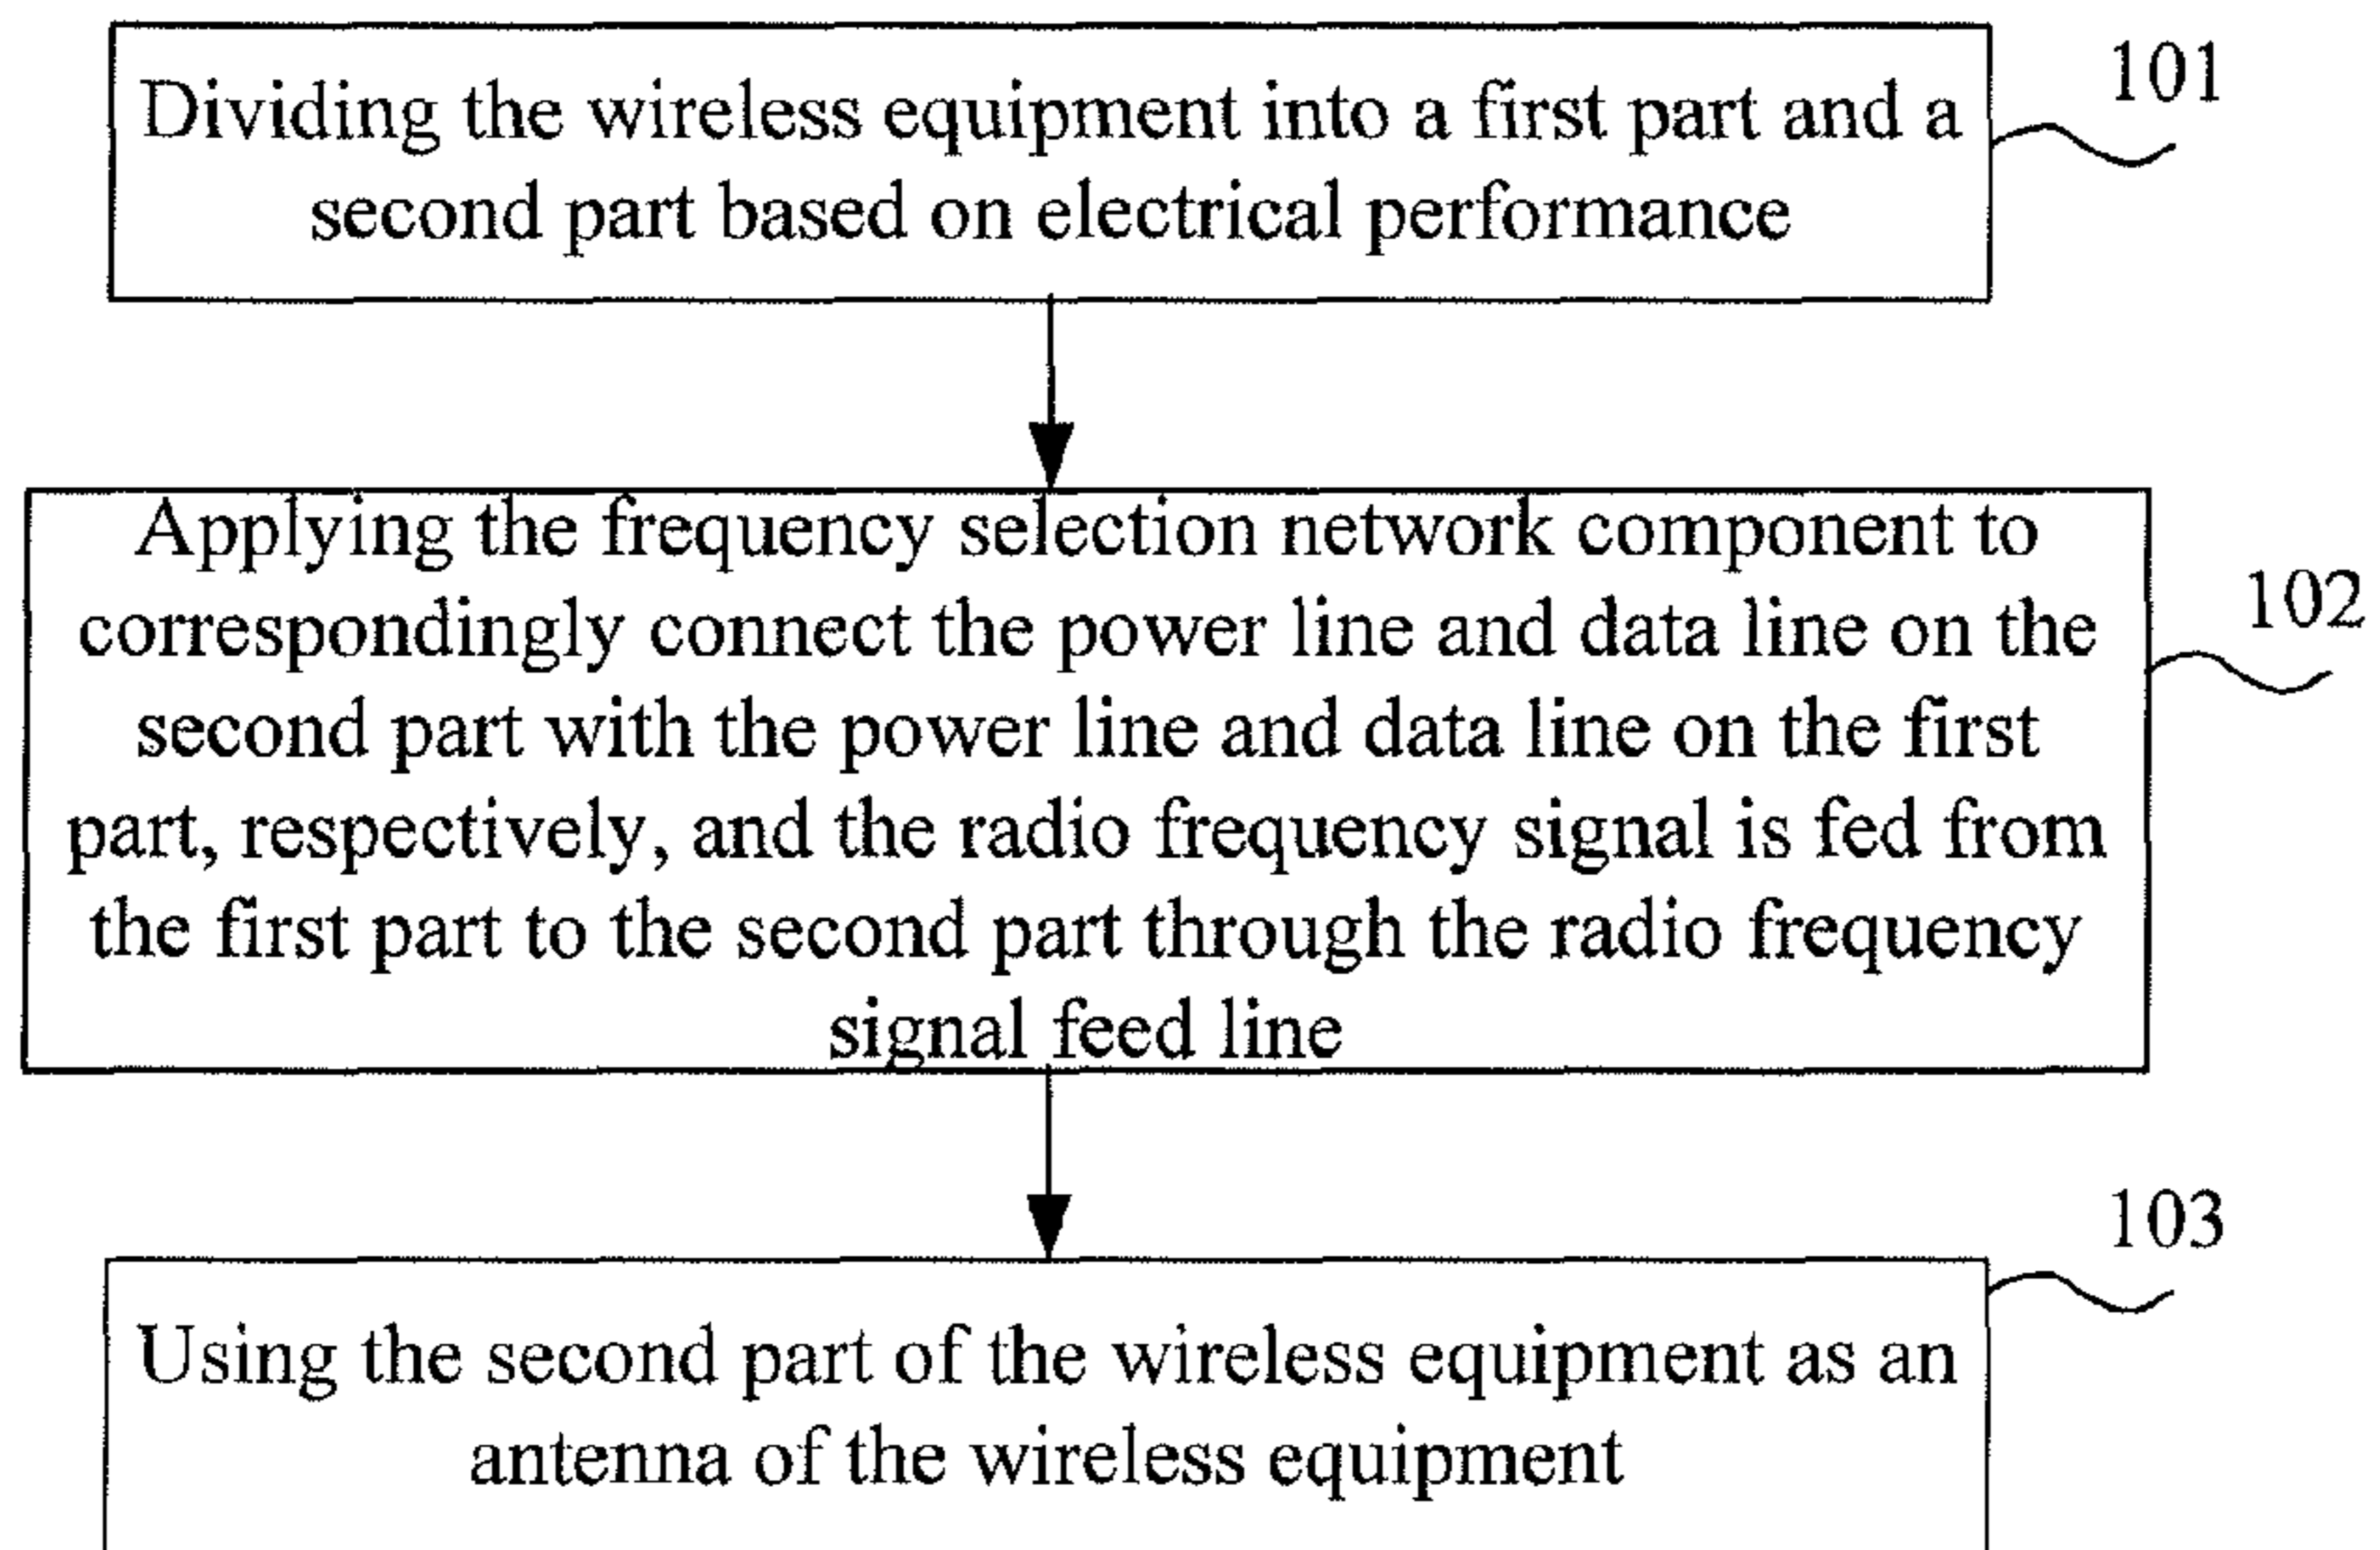 101
Dividing the wireless equipment into a first part and a
second part based on electrical performance
Applying the frequency selection network component to
102
correspondingly connect the power line and data line on the
second part with the power line and data line on the first
part, respectively, and the radio frequency signal is fed from
the first part to the second part through the radio frequency
signal feed line
103
Using the second part of the wireless equipment as an
antenna of the wireless equipment